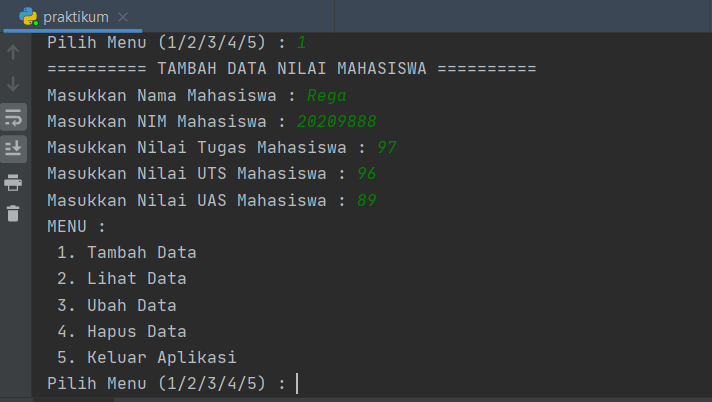 praktikum
Pilih Menu (1/2/3/4/5) : 1
========== TAMBAH DATA NILAI MAHASISWA ==========
Masukkan Nama Mahasiswa : Rega
Masukkan NIM Mahasiswa : 20209888
Masukkan Nilai Tugas Mahasiswa : 97
Masukkan Nilai UTS Mahasiswa : 96
Masukkan Nilai UAS Mahasiswa : 89
MENU :
1. Tambah Data
2. Lihat Data
3. Ubah Data
4. Hapus Data
5. Keluar Aplikasi
Pilih Menu (1/2/3/4/5) :